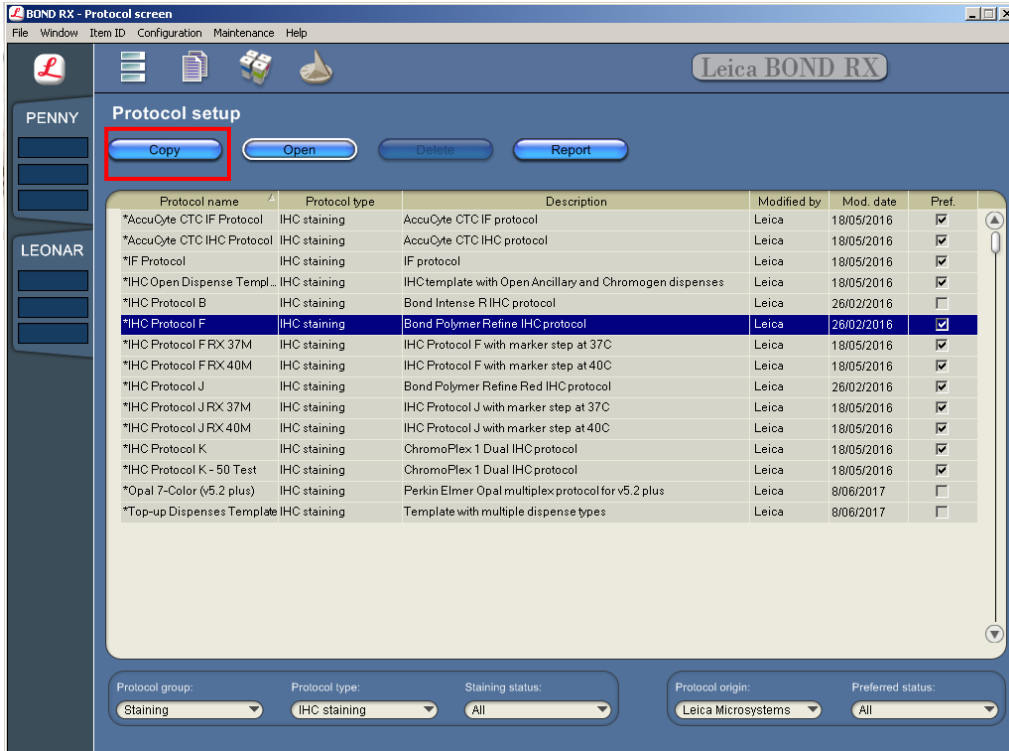 BOND RX - Protocol screen
File Window Item ID Configuration Maintenance Help
Leica BOND RX
PENNY
LEONAR
Protocol setup
Copy Open Delete Report
Protocol name Protocol type Description Modified by Mod. date Pref.
*AccuCyte CTC IF Protocol IHC staining AccuCyte CTC IF protocol Leica 18/05/2016
*AccuCyte CTC IHC Protocol IHC staining AccuCyte CTC IHC protocol Leica 18/05/2016
*IF Protocol IHC staining IF protocol Leica 18/05/2016
*IHC Open Dispense Templ... IHC staining IHC template with Open Ancillary and Chromogen dispenses Leica 18/05/2016
*IHC Protocol B IHC staining Bond Intense R IHC protocol Leica 26/02/2016
*IHC Protocol F IHC staining Bond Polymer Refine IHC protocol Leica 26/02/2016
*IHC Protocol F RX 37M IHC staining IHC Protocol F with marker step at 37C Leica 18/05/2016
*IHC Protocol F RX 40M IHC staining IHC Protocol F with marker step at 40C Leica 18/05/2016
*IHC Protocol J IHC staining Bond Polymer Refine Red IHC protocol Leica 26/02/2016
*IHC Protocol J RX 37M IHC staining IHC Protocol J with marker step at 37C Leica 18/05/2016
*IHC Protocol J RX 40M IHC staining IHC Protocol J with marker step at 40C Leica 18/05/2016
*IHC Protocol K IHC staining ChromoPlex 1 Dual IHC protocol Leica 18/05/2016
*IHC Protocol K - 50 Test IHC staining ChromoPlex 1 Dual IHC protocol Leica 18/05/2016
*Opal 7-Color (v5.2 plus) IHC staining Perkin Elmer Opal multiplex protocol for v5.2 plus Leica 8/06/2017
*Top-up Dispenses Template IHC staining Template with multiple dispense types Leica 8/06/2017
Protocol group: Protocol type: Staining status: Protocol origin: Preferred status:
Staining IHC staining All Leica Microsystems All